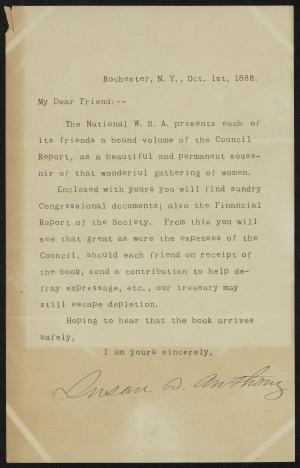 Rochester, N. Y., Oct. 1st, 1888.
My Dear Friend:--
The National W. S. A. presents each of
its friends a bound volume of the Council
Report, as a beautiful and permanent souve-
nir of that wonderful gathering of women.
Enclosed with yours you will find sundry
Congressional documents; also the Financial
Report of the Society. From this you will
see that great as were the expenses of the
Council, should each friend on receipt of
the book, send a contribution to help de-
fray expressage, etc., our treasury may
still escape depletion.
Hoping to hear that the book arrives
safely,
I am yours sincerely,
Susan B. Anthony